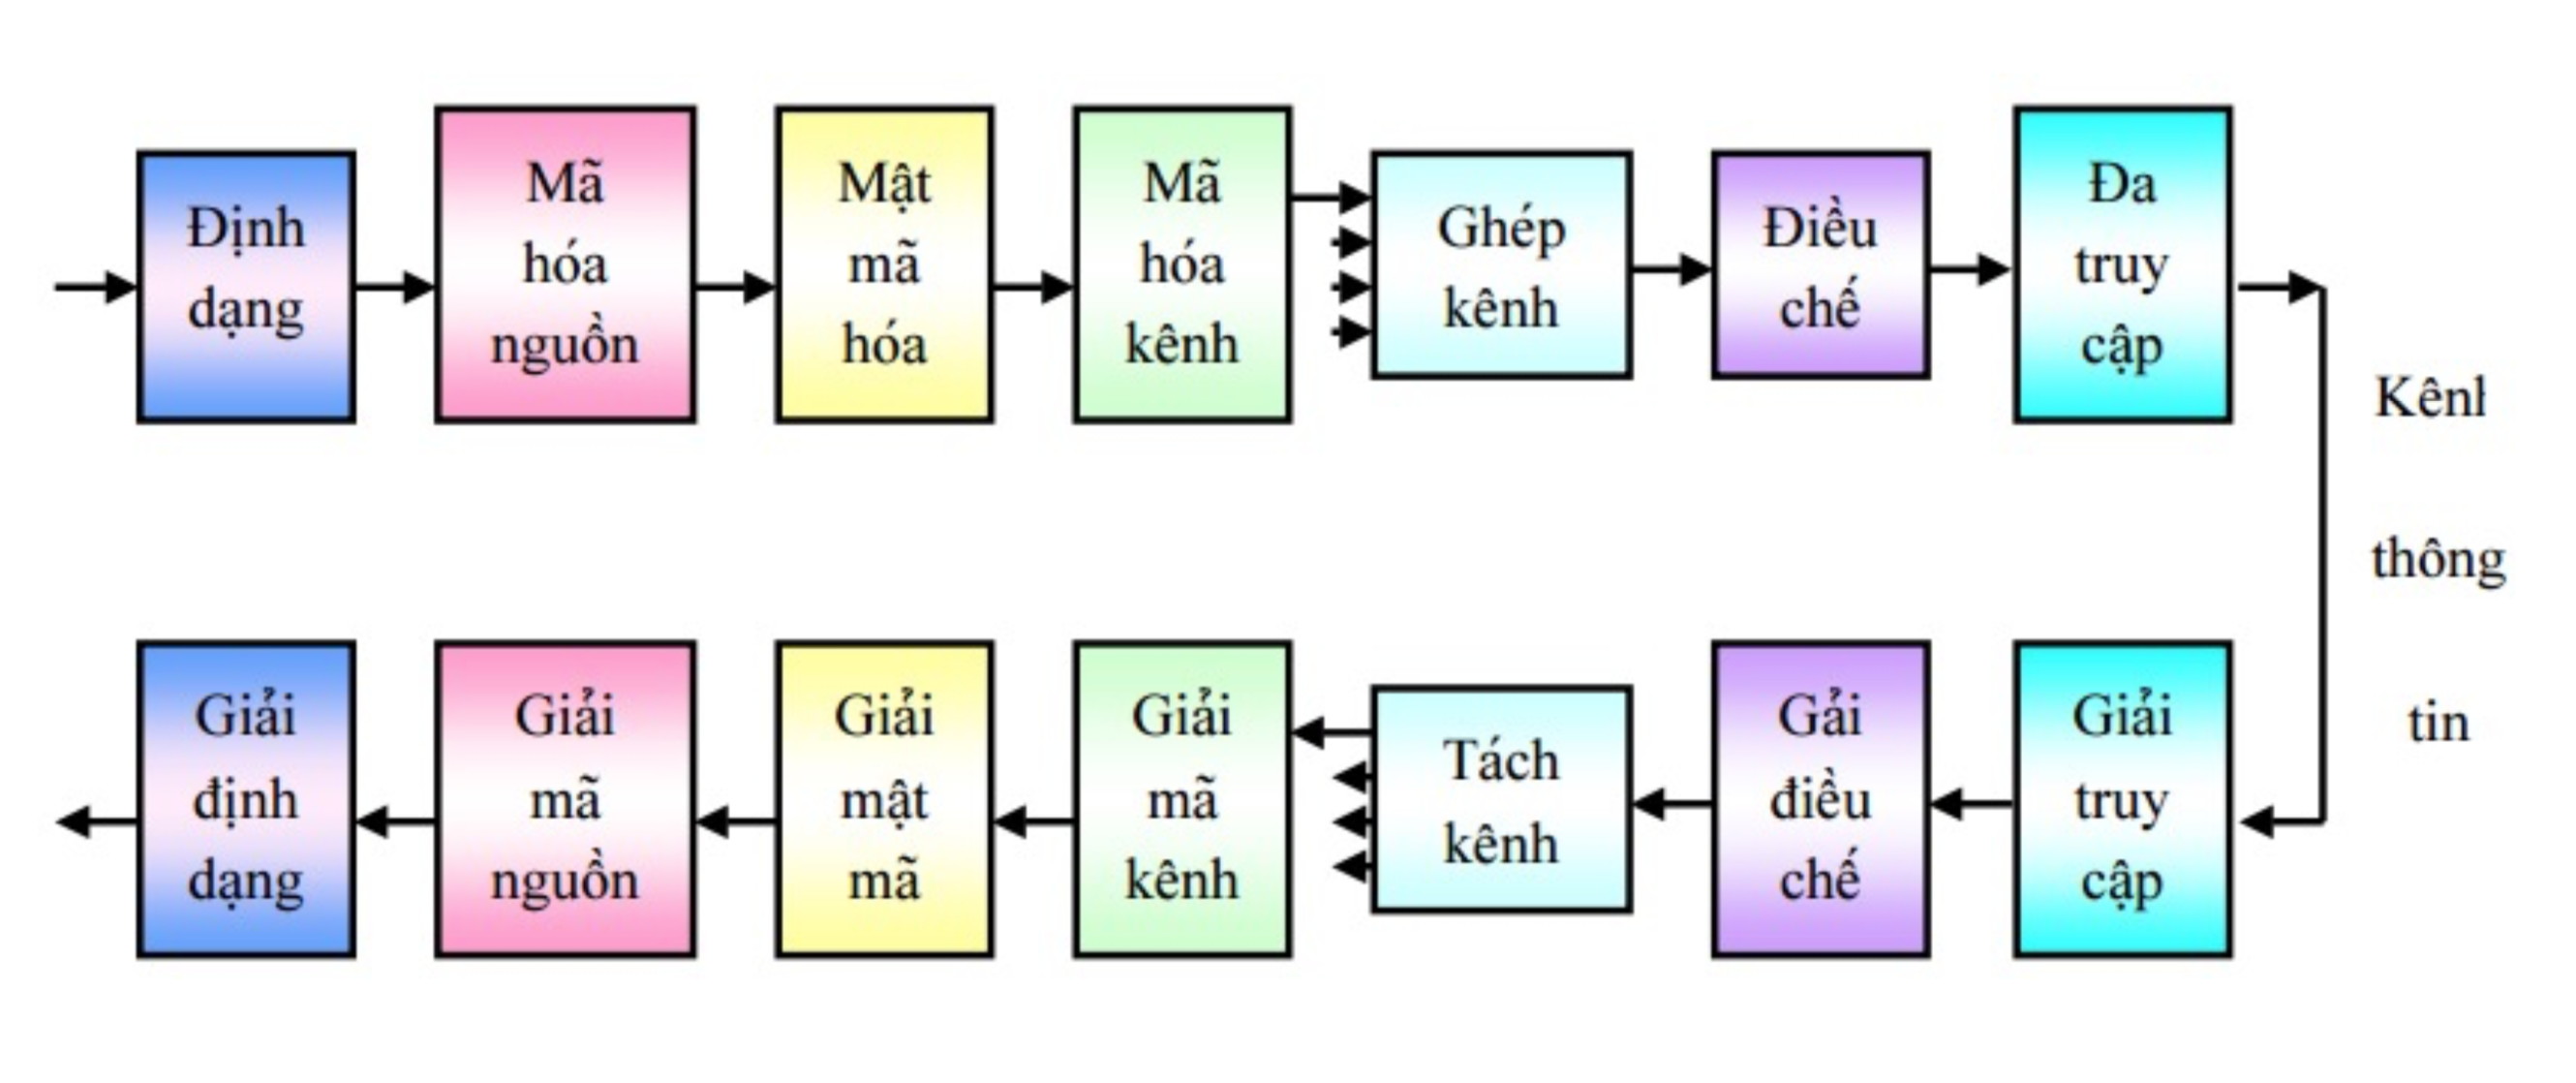 Định
dạng
Mã
hóa
nguồn
Mật
mã
hóa
Mã
hóa
kênh
Ghép
kênh
Điều
chế
Đa
truy
cập
Kênh
thông
tin
Giải
định
dạng
Giải
mã
nguồn
Giải
mật
mã
Giải
mã
kênh
Tách
kênh
Gải
điều
chế
Giải
truy
cập